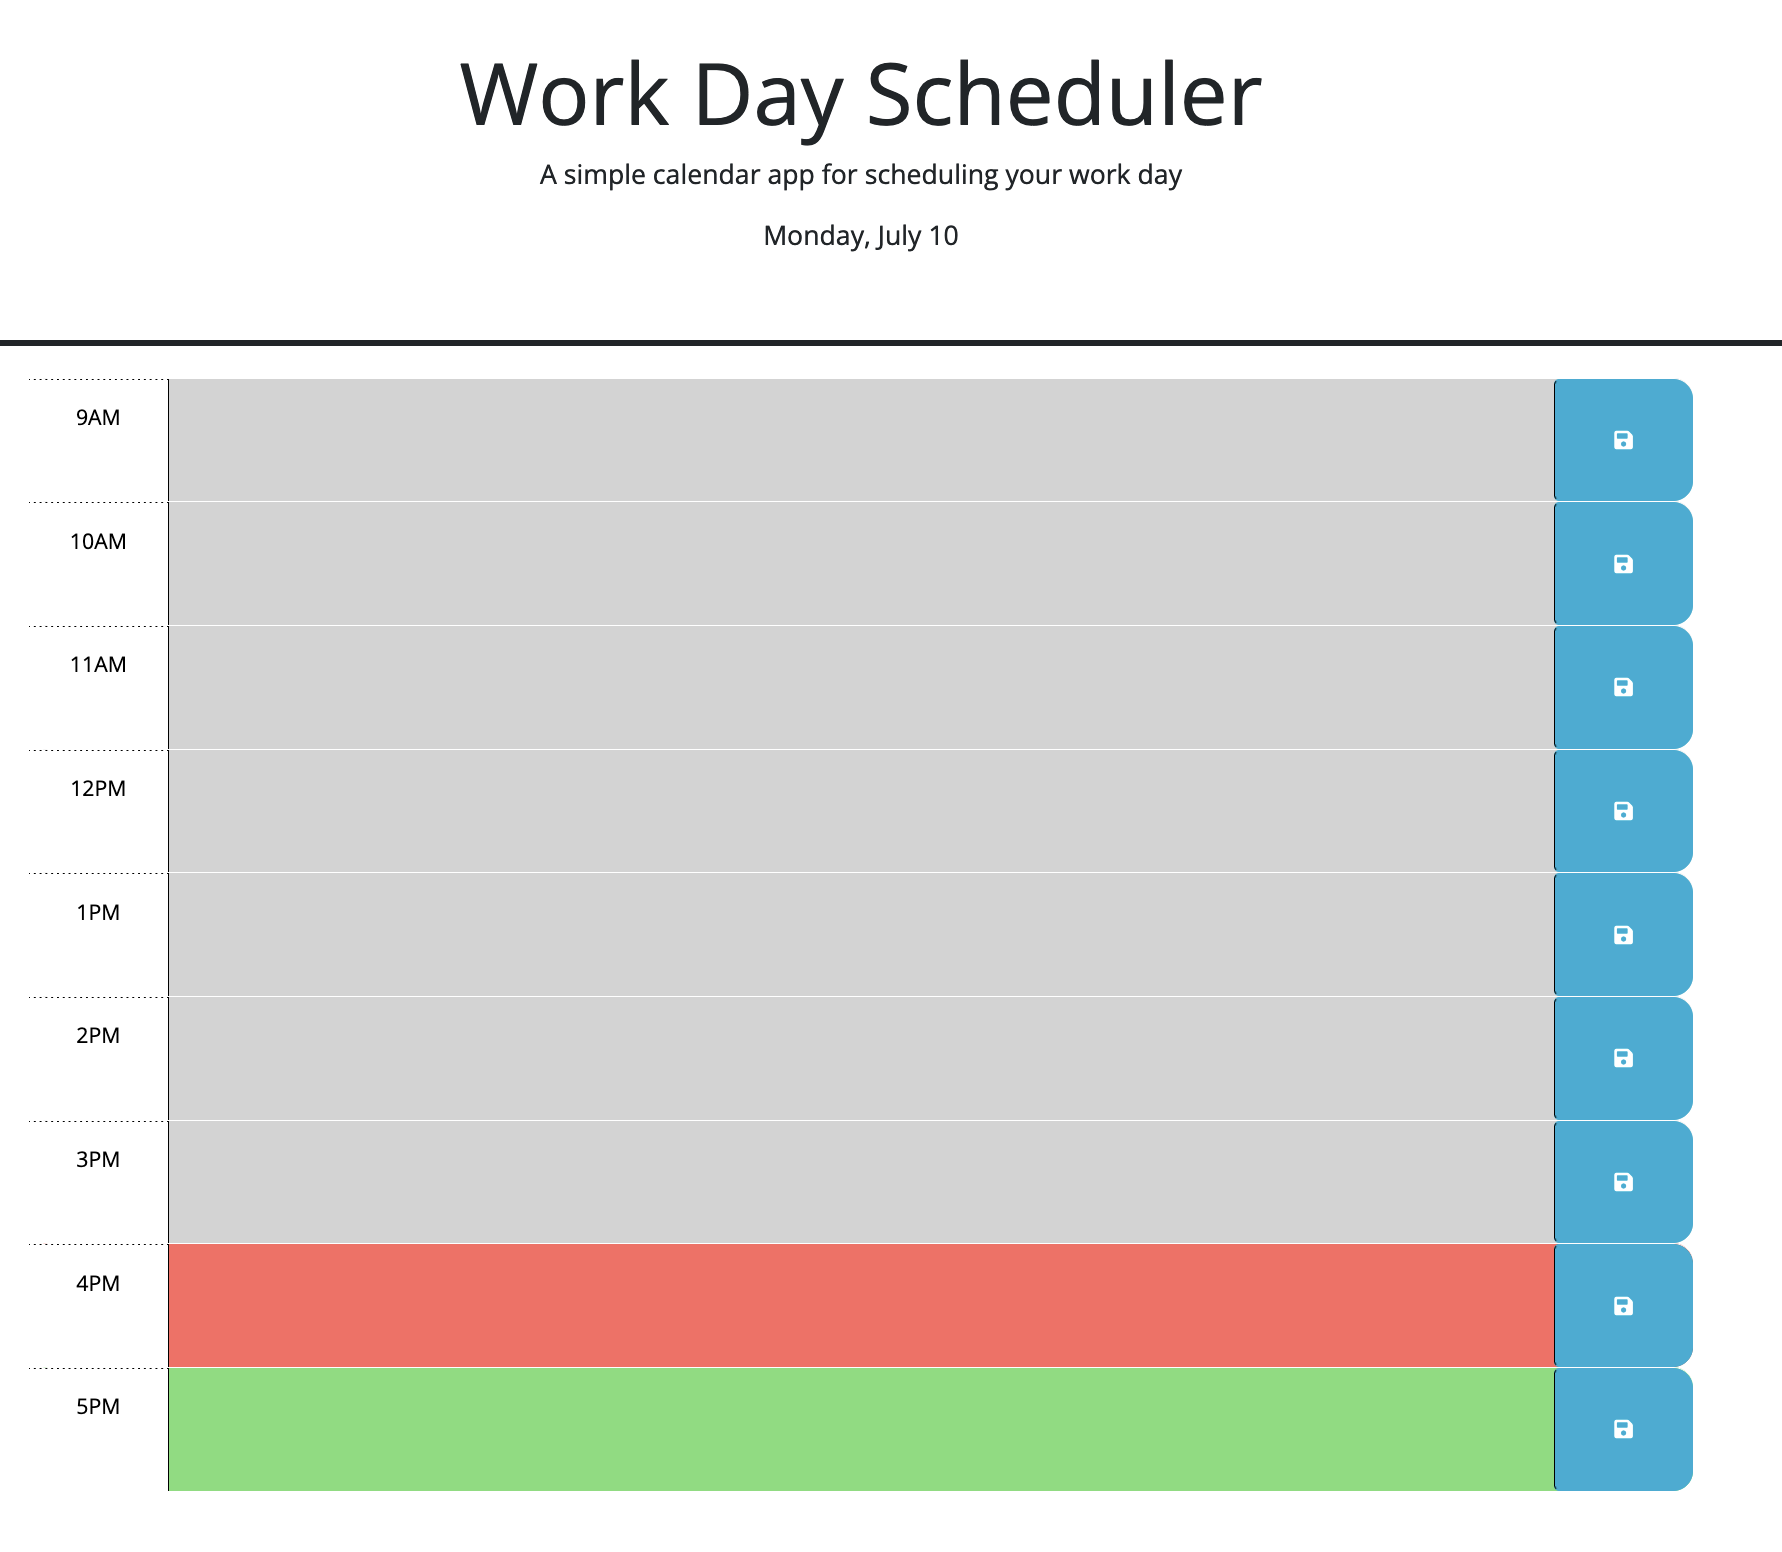 Work Day Scheduler
A simple calendar app for scheduling your work day
Monday, July 10
9AM
10AM
11AM
12PM
1PM
2PM
3PM
4PM
5PM